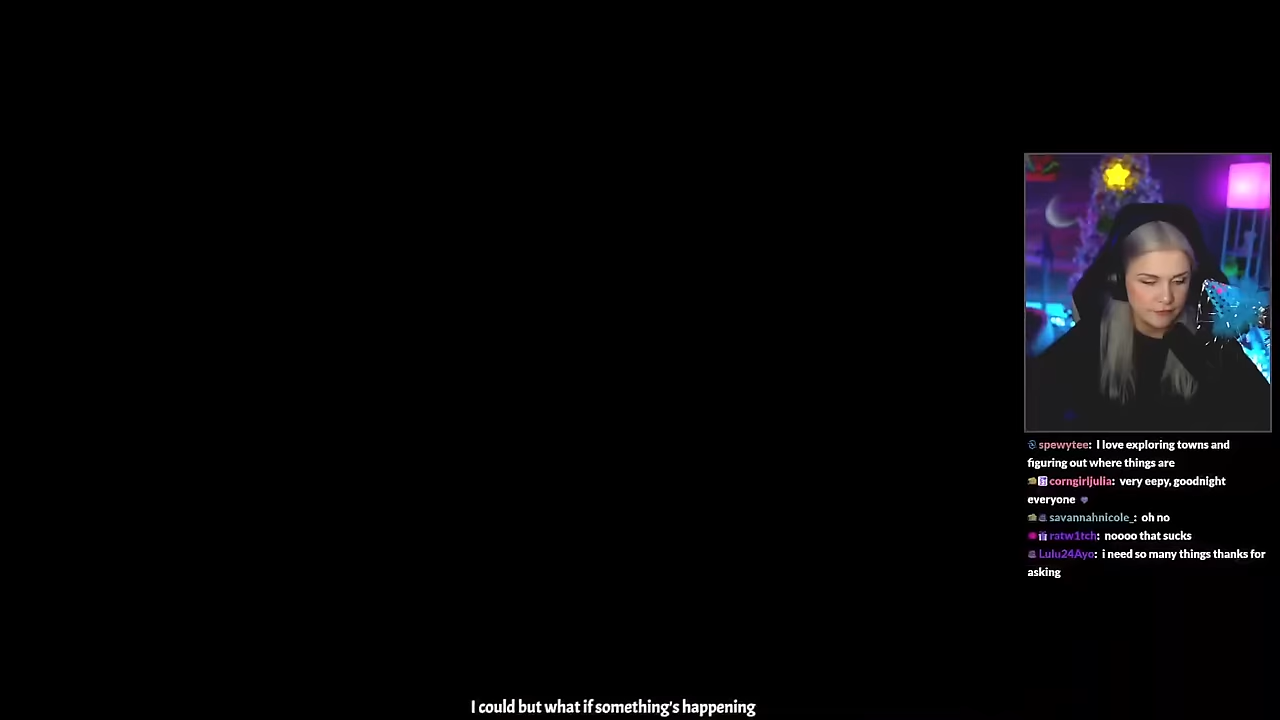 spewytee: I love exploring towns and
figuring out where things are
corngirljulia: very eepy, goodnight
everyone
savannahnicole_: oh no
ratw1tch: noooo that sucks
Lulu24Ayo: i need so many things thanks for
asking
I could but what if something's happening